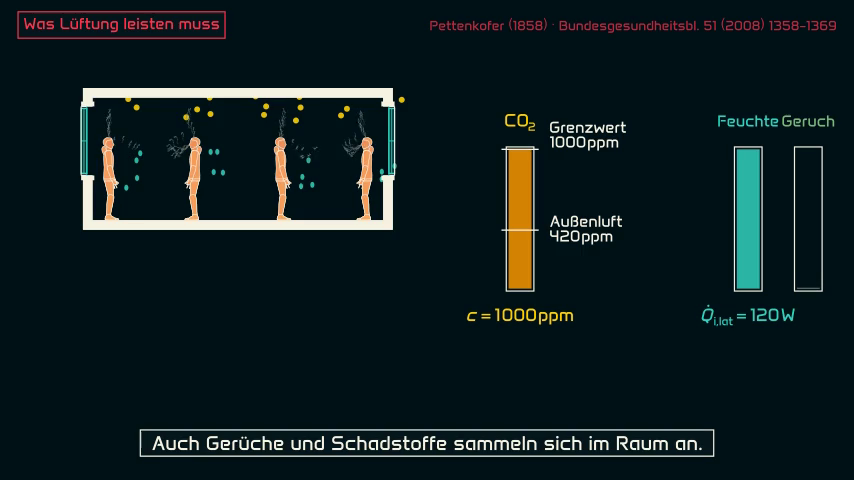 Was Lüftung leisten muss
Pettenkofer (1858) · Bundesgesundheitsbl. 51 (2008) 1358-1369
CO₂
Grenzwert
1000ppm
Außenluft
420ppm
c = 1000ppm
Feuchte Geruch
Q̇i,lat = 120W
Auch Gerüche und Schadstoffe sammeln sich im Raum an.